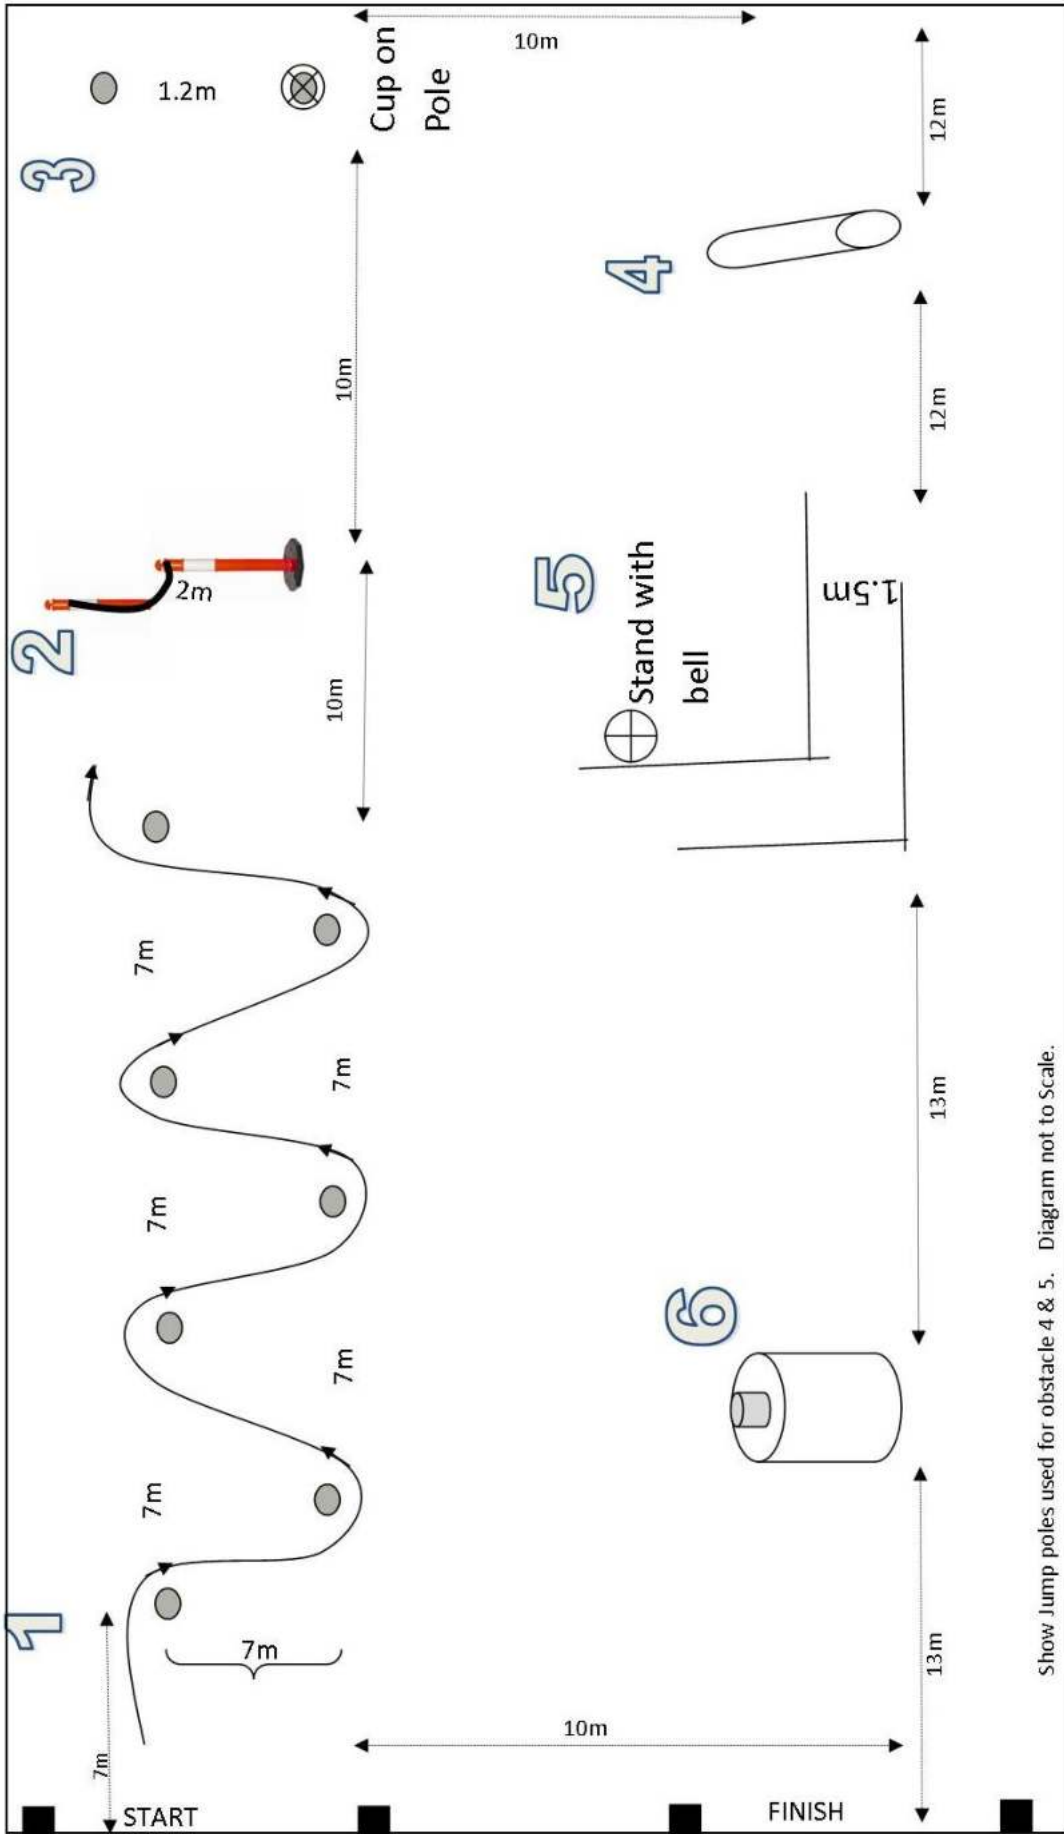 10m
1.2m
Cup on
Pole
3
12m
4
10m
12m
2m
2
5
Stand with
bell
1.5m
10m
7m
7m
13m
7m
6
7m
7m
1
7m
13m
10m
7m
START
FINISH
Show Jump poles used for obstacle 4 & 5. Diagram not to Scale.